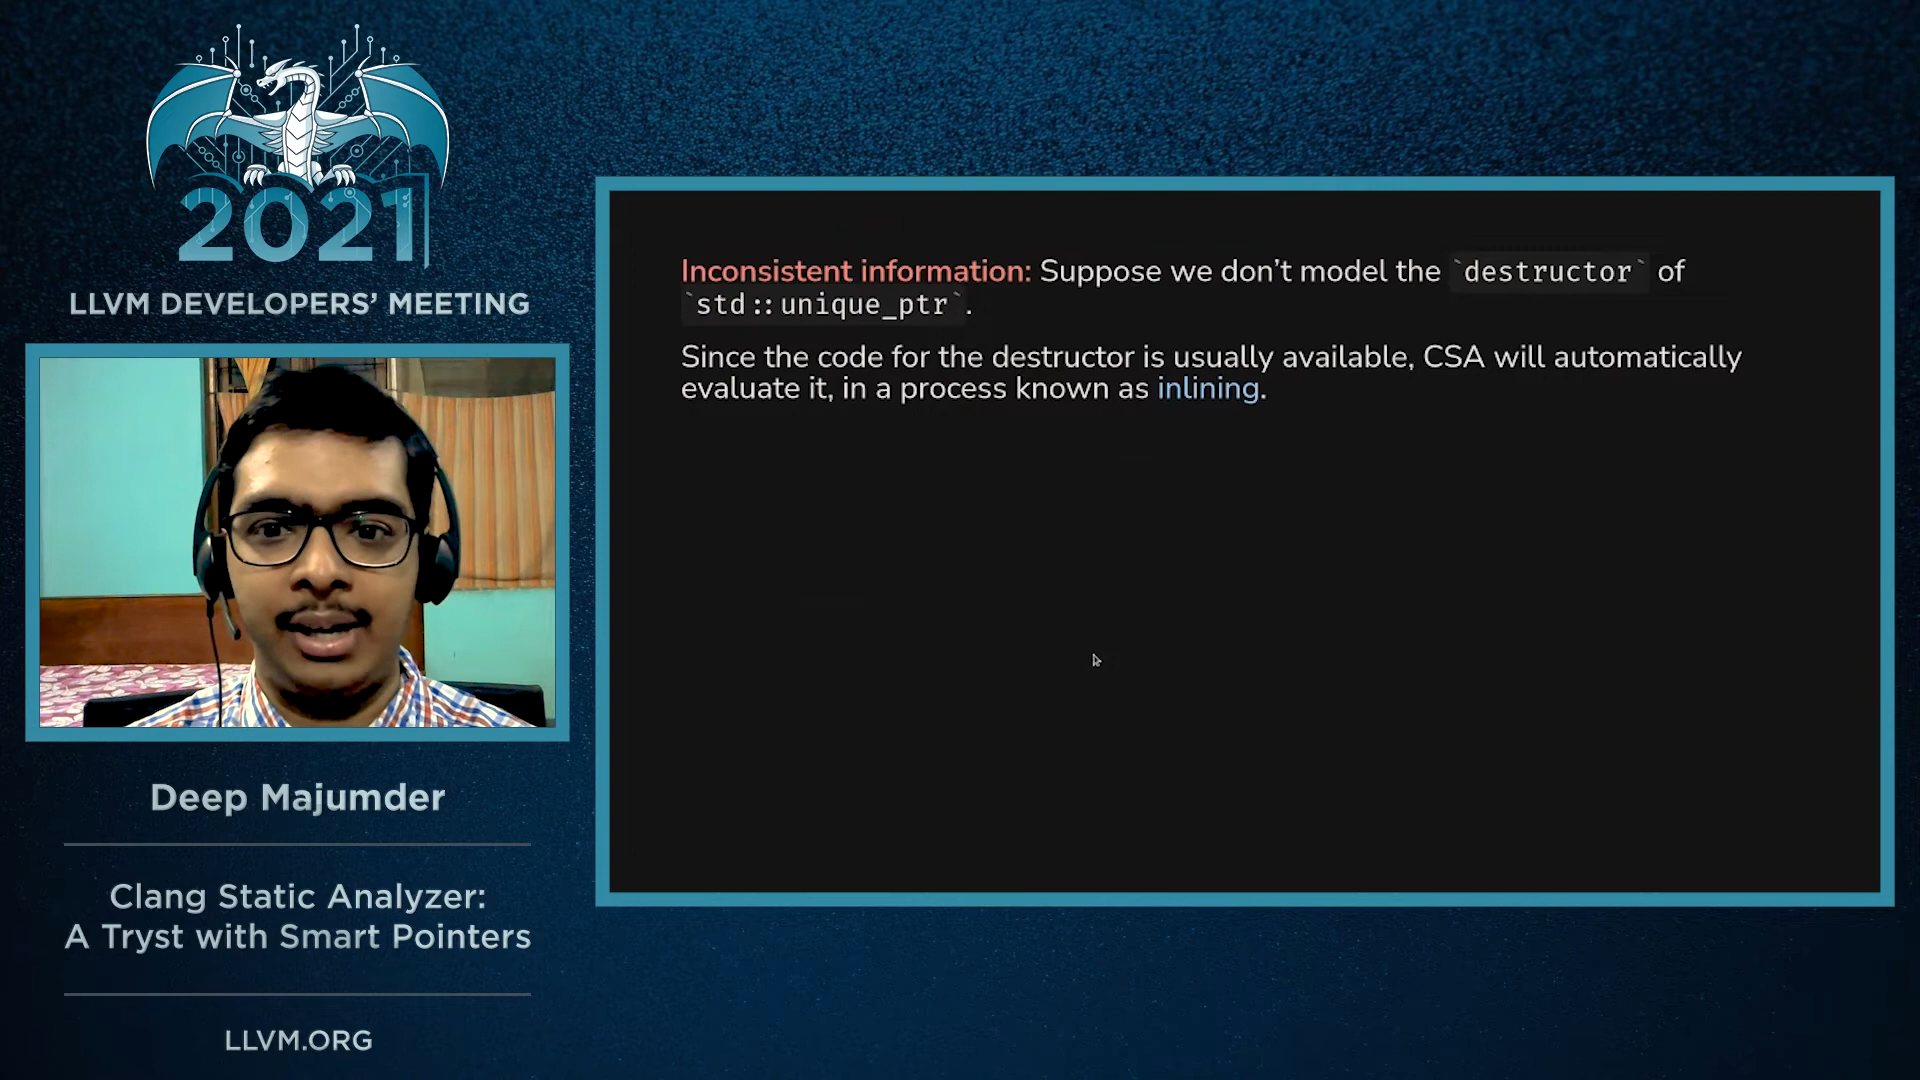 2021
LLVM DEVELOPERS’ MEETING
Deep Majumder
Clang Static Analyzer:
A Tryst with Smart Pointers
LLVM.ORG
Inconsistent information: Suppose we don’t model the `destructor` of
`std::unique_ptr`.
Since the code for the destructor is usually available, CSA will automatically
evaluate it, in a process known as inlining.